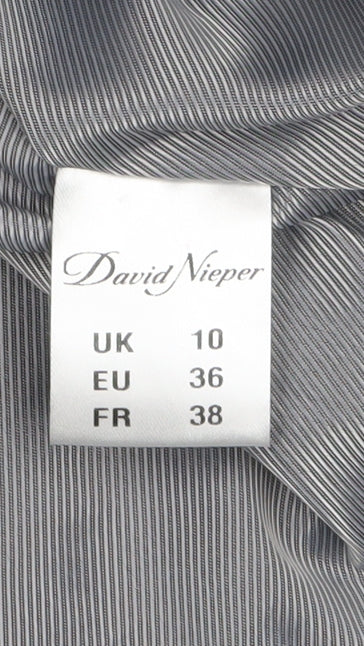 David Nieper
UK 10
EU 36
FR 38